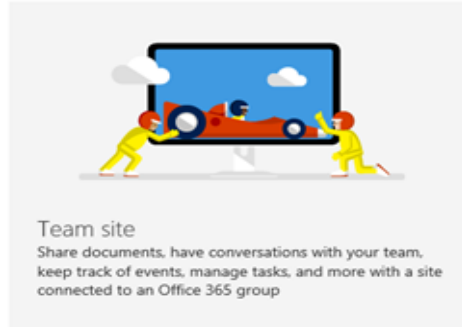 Team site
Share documents, have conversations with your team,
keep track of events, manage tasks, and more with a site
connected to an Office 365 group